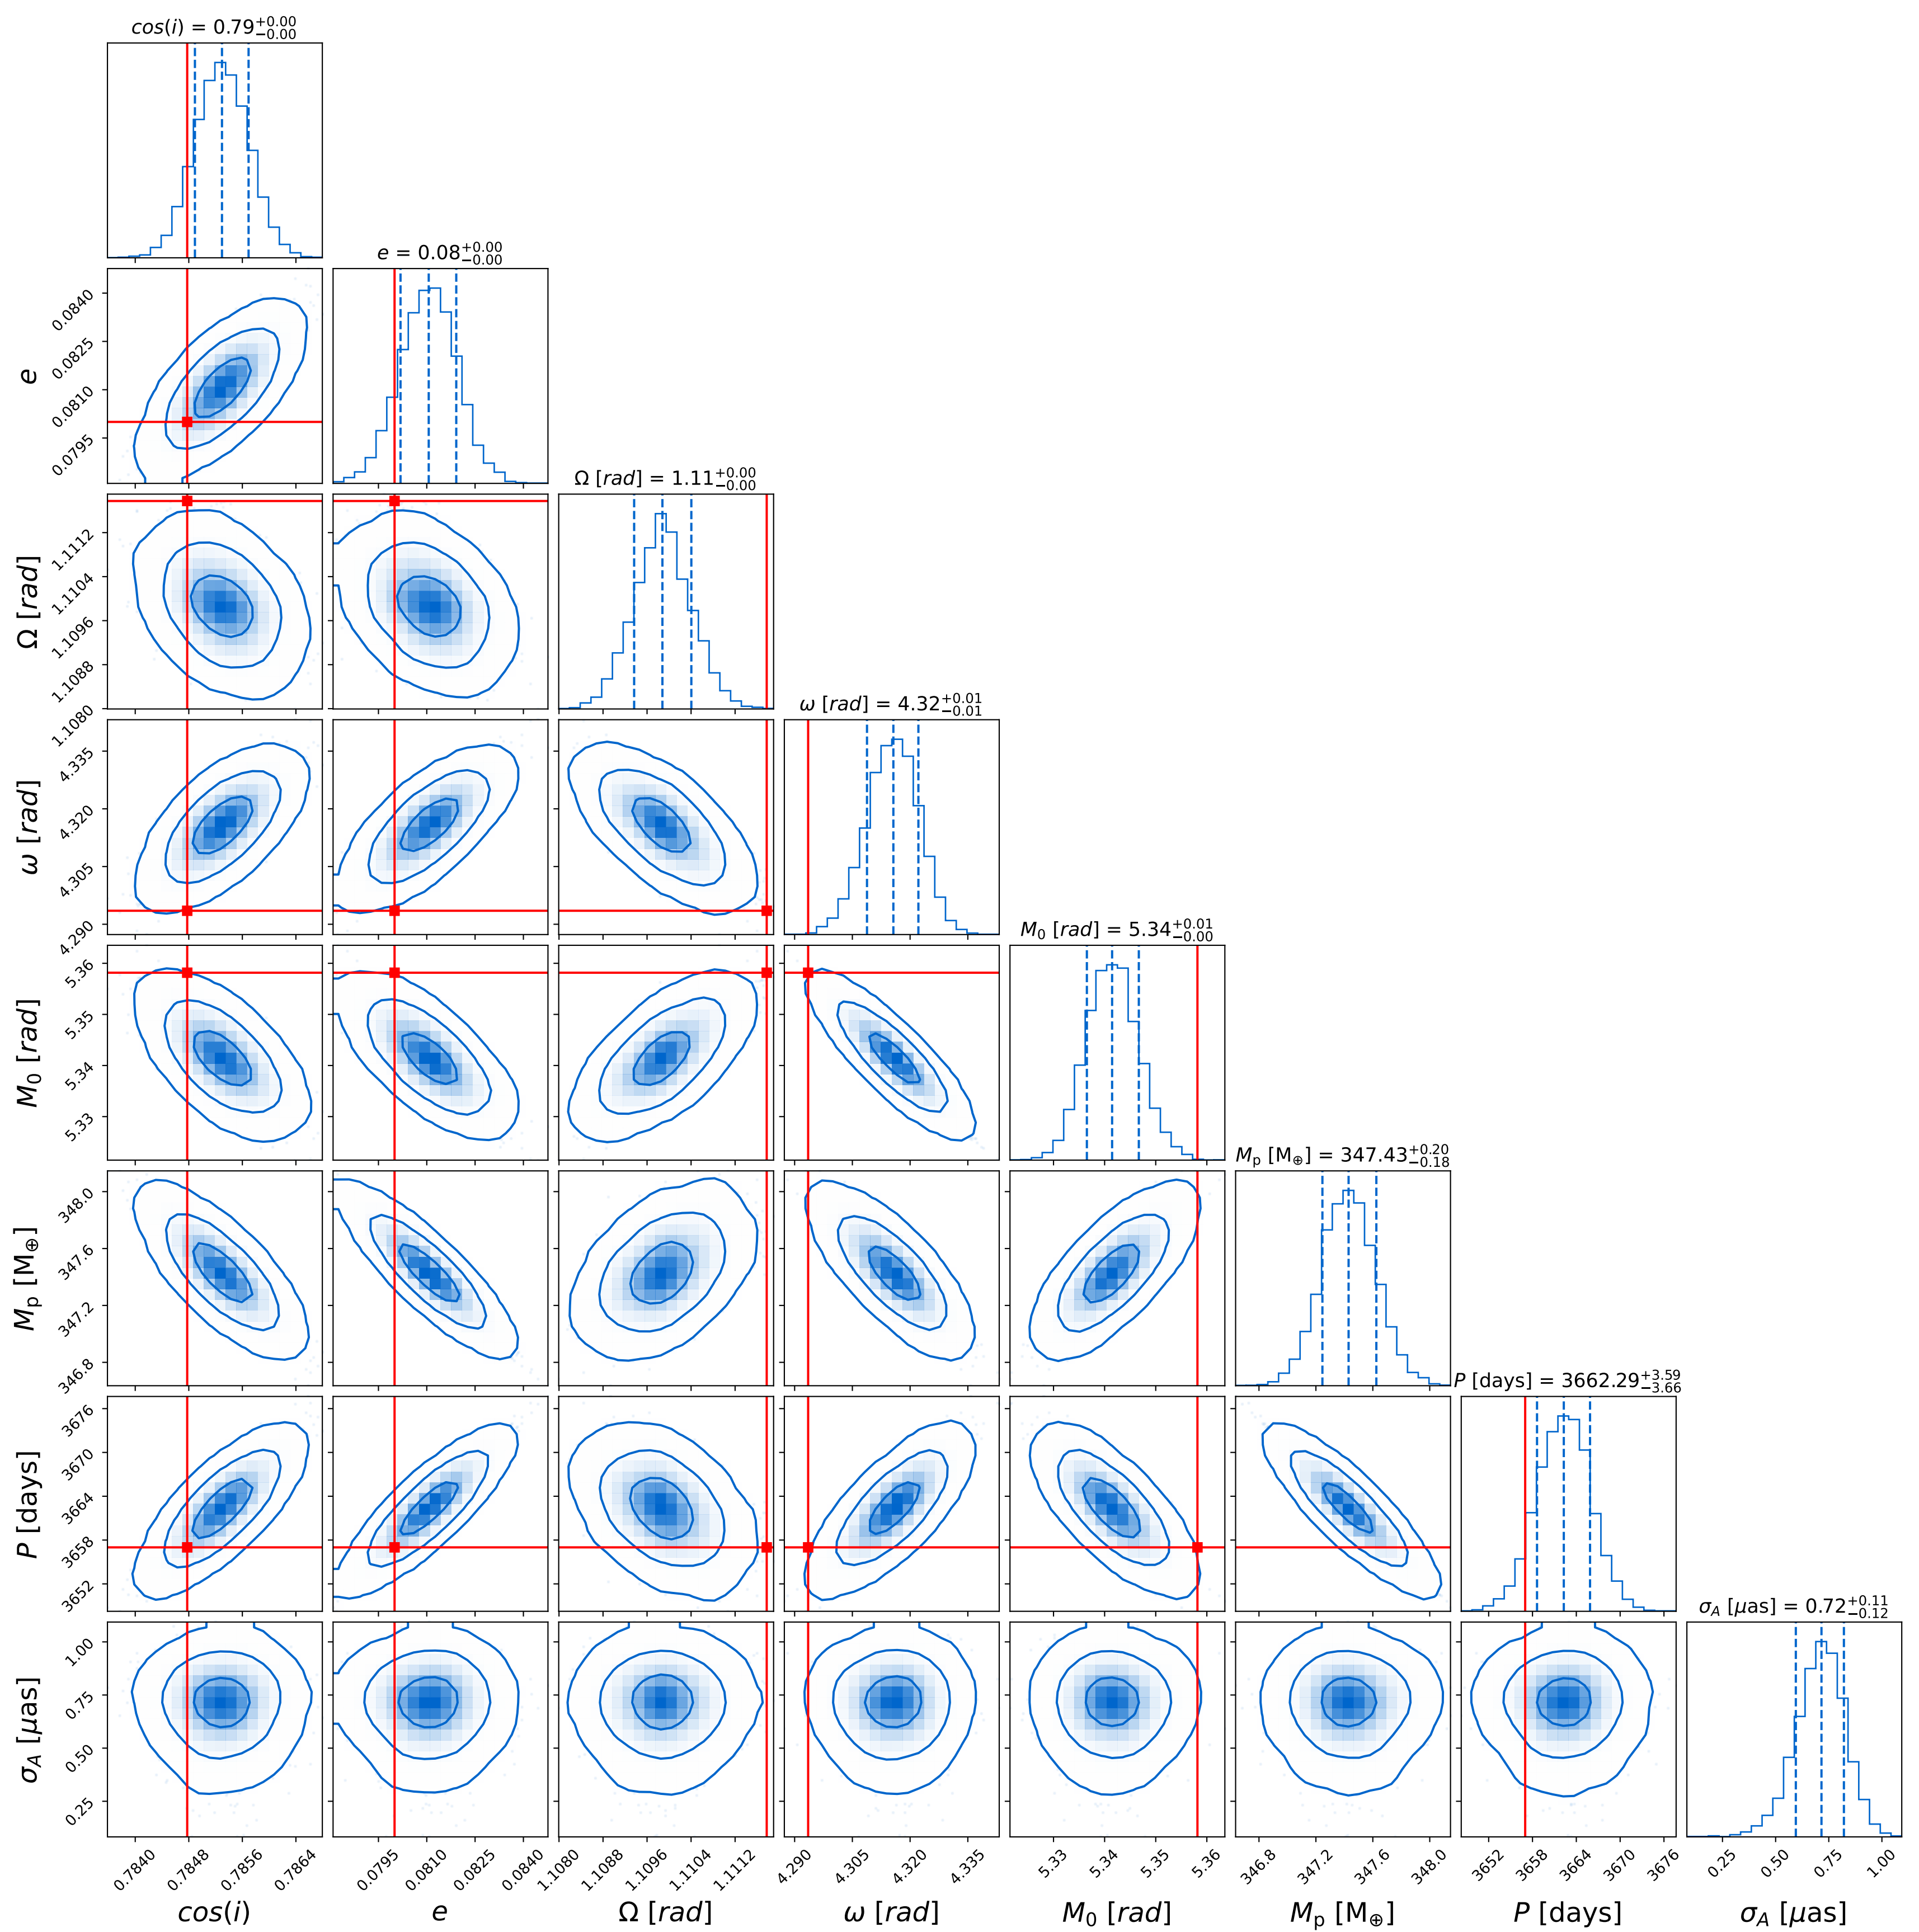 cos(i) = 0.79+0.00−0.00
e = 0.08+0.00−0.00
0.0840
0.0825
0.0810
0.0795
e
Ω [rad] = 1.11+0.00−0.00
1.1112
1.1104
1.1096
1.1088
1.1080
Ω [rad]
ω [rad] = 4.32+0.01−0.01
4.335
4.320
4.305
4.290
ω [rad]
M0 [rad] = 5.34+0.01−0.00
5.36
5.35
5.34
5.33
M0 [rad]
Mp [M⊕] = 347.43+0.20−0.18
348.0
347.6
347.2
346.8
Mp [M⊕]
P [days] = 3662.29+3.59−3.66
3676
3670
3664
3658
3652
P [days]
σA [μas] = 0.72+0.11−0.12
1.00
0.75
0.50
0.25
σA [μas]
0.7840 0.7848 0.7856 0.7864 0.0795 0.0810 0.0825 0.0840 1.1080 1.1088 1.1096 1.1104 1.1112 4.290 4.305 4.320 4.335 5.33 5.34 5.35 5.36 346.8 347.2 347.6 348.0 3652 3658 3664 3670 3676 0.25 0.50 0.75 1.00
cos(i) e Ω [rad] ω [rad] M0 [rad] Mp [M⊕] P [days] σA [μas]